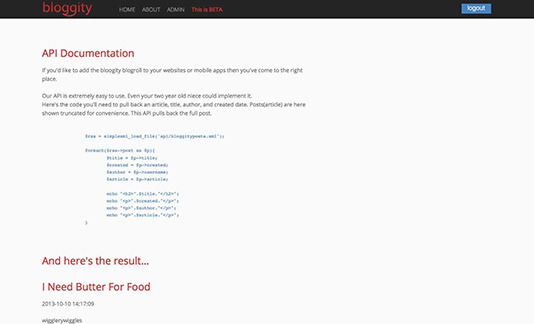 bloggity
HOME ABOUT ADMIN This is BETA
logout
API Documentation
If you'd like to add the bloogity blogroll to your websites or mobile apps then you've come to the right
place.
Our API is extremely easy to use. Even your two year old niece could implement it.
Here's the code you'll need to pull back an article, title, author, and created date. Posts(article) are here
shown truncated for convenience. This API pulls back the full post.
$rss = simplexml_load_file('api/bloggityposts.xml');
foreach($rss->post as $p){
$title = $p->title;
$created = $p->created;
$author = $p->username;
$article = $p->article;
echo "<h2>".$title."</h2>";
echo "<p>".$created."</p>";
echo "<p>".$author."</p>";
echo "<p>".$article."</p>";
}
And here's the result...
I Need Butter For Food
2013-10-10 14:17:09
wigglerywiggles